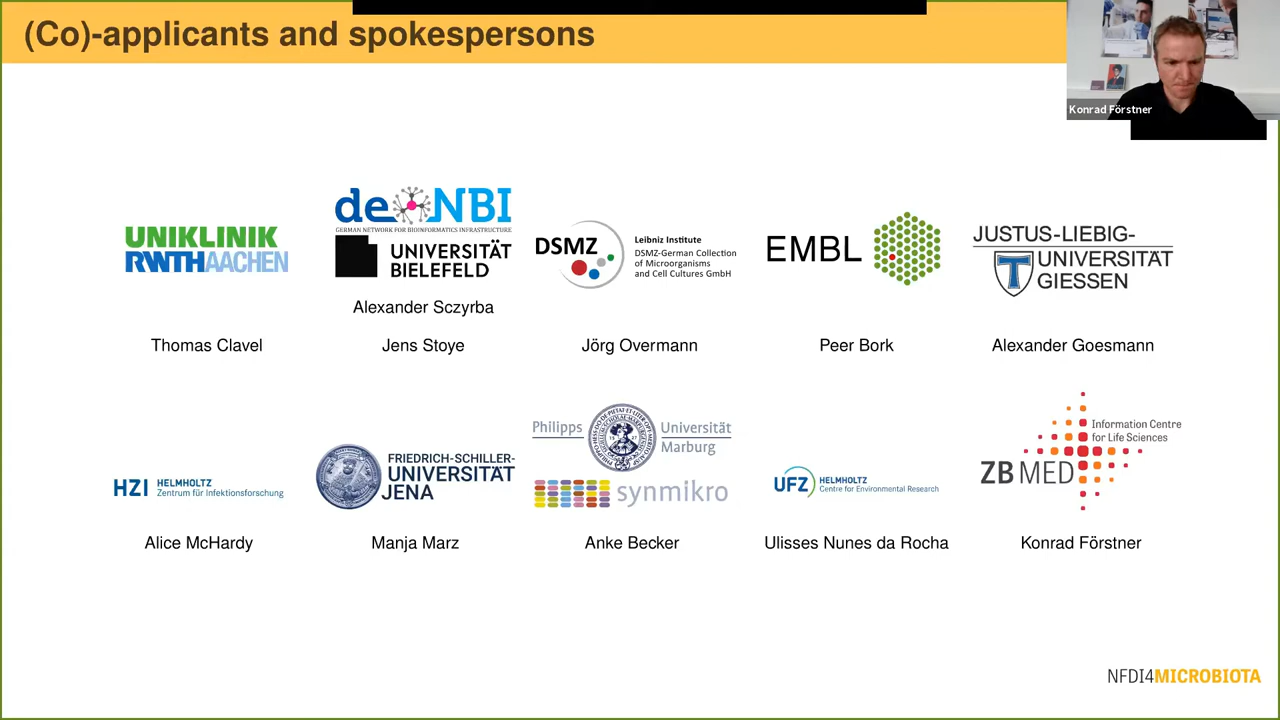 (Co)-applicants and spokespersons
Konrad Förstner
UNIKLINIK
RWTHAACHEN
de NBI
GERMAN NETWORK FOR BIOINFORMATICS INFRASTRUCTURE
UNIVERSITÄT
BIELEFELD
Alexander Sczyrba
DSMZ
Leibniz Institute
DSMZ-German Collection
of Microorganisms
and Cell Cultures GmbH
EMBL
JUSTUS-LIEBIG-
UNIVERSITÄT
GIESSEN
Thomas Clavel
Jens Stoye
Jörg Overmann
Peer Bork
Alexander Goesmann
HZI HELMHOLTZ
Zentrum für Infektionsforschung
FRIEDRICH-SCHILLER-
UNIVERSITÄT
JENA
Philipps Universität
Marburg
synmikro
UFZ HELMHOLTZ
Centre for Environmental Research
Information Centre
for Life Sciences
ZB MED
Alice McHardy
Manja Marz
Anke Becker
Ulisses Nunes da Rocha
Konrad Förstner
NFDI4MICROBIOTA